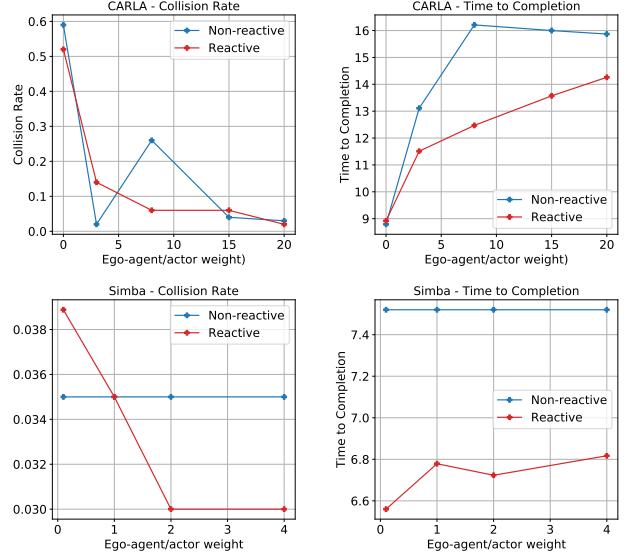 CARLA - Collision Rate
Collision Rate
0.6
0.5
0.4
0.3
0.2
0.1
0.0
Non-reactive
Reactive
0
5
10
15
20
Ego-agent/actor weight)
CARLA - Time to Completion
Time to Completion
16
15
14
13
12
11
10
9
Non-reactive
Reactive
0
5
10
15
20
Ego-agent/actor weight)
Simba - Collision Rate
0.038
0.036
0.034
0.032
0.030
Non-reactive
Reactive
0
1
2
3
4
Ego-agent/actor weight
Simba - Time to Completion
Time to Completion
7.4
7.2
7.0
6.8
6.6
Non-reactive
Reactive
0
1
2
3
4
Ego-agent/actor weight